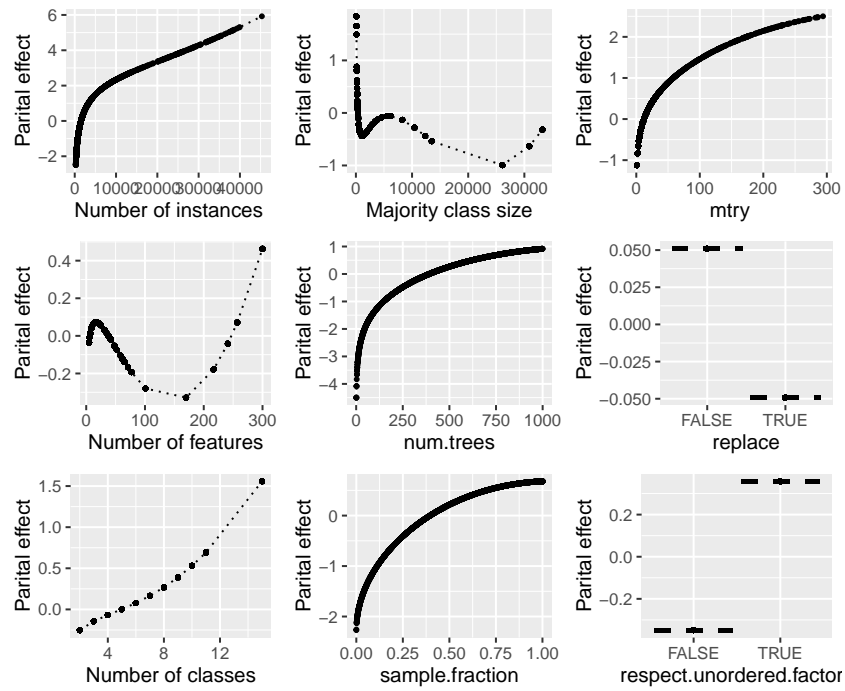 Parital effect
6
4
2
0
−2
0 10000 20000 30000 40000
Number of instances
Parital effect
1
0
−1
0 10000 20000 30000
Majority class size
Parital effect
2
1
0
−1
0 100 200 300
mtry
Parital effect
0.4
0.2
0.0
−0.2
0 100 200 300
Number of features
Parital effect
1
0
−1
−2
−3
−4
0 250 500 750 1000
num.trees
Parital effect
0.050
0.025
0.000
−0.025
−0.050
FALSE TRUE
replace
Parital effect
1.5
1.0
0.5
0.0
4 8 12
Number of classes
Parital effect
0
−1
−2
0.00 0.25 0.50 0.75 1.00
sample.fraction
Parital effect
0.2
0.0
−0.2
FALSE TRUE
respect.unordered.factor